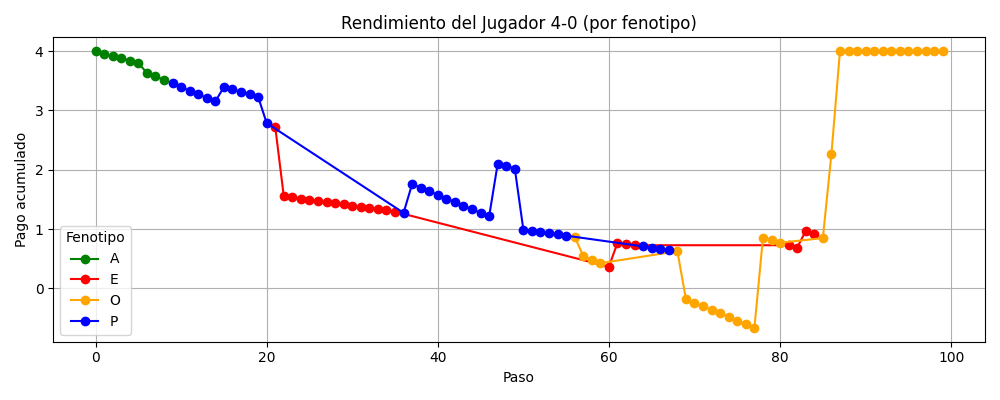 Rendimiento del Jugador 4-0 (por fenotipo)
Pago acumulado
4
3
2
1
0
Fenotipo
A
E
O
P
0 20 40 60 80 100
Paso